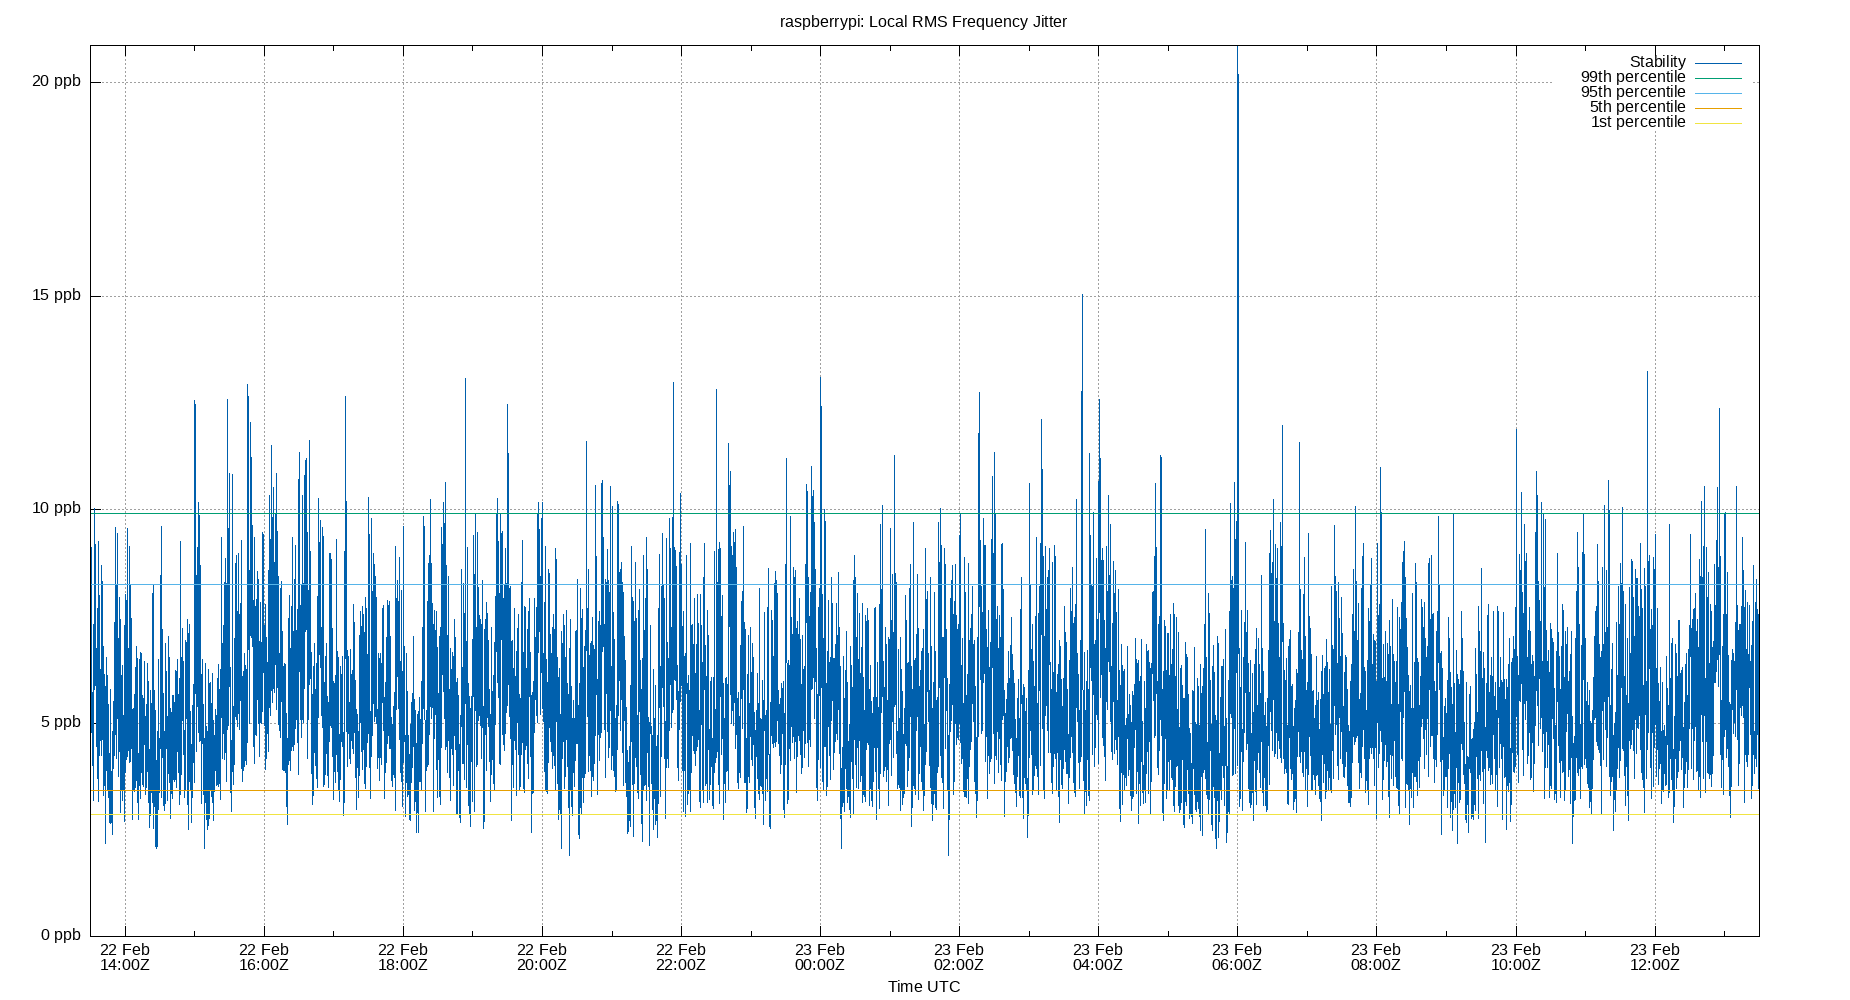 raspberrypi: Local RMS Frequency Jitter
Stability
99th percentile
95th percentile
5th percentile
1st percentile
20 ppb
15 ppb
10 ppb
5 ppb
0 ppb
22 Feb 22 Feb 22 Feb 22 Feb 22 Feb 23 Feb 23 Feb 23 Feb 23 Feb 23 Feb 23 Feb 23 Feb
14:00Z 16:00Z 18:00Z 20:00Z 22:00Z 00:00Z 02:00Z 04:00Z 06:00Z 08:00Z 10:00Z 12:00Z
Time UTC